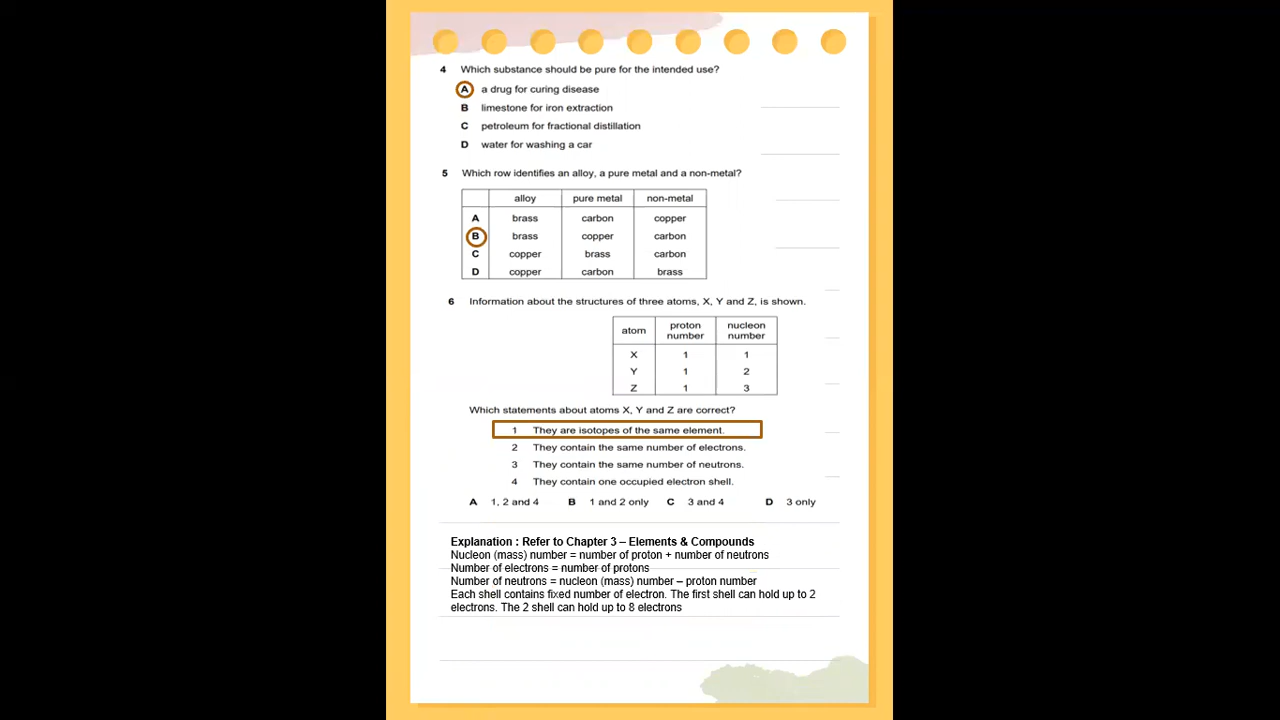 4 Which substance should be pure for the intended use?
A a drug for curing disease
B limestone for iron extraction
C petroleum for fractional distillation
D water for washing a car
5 Which row identifies an alloy, a pure metal and a non-metal?
alloy pure metal non-metal
A brass carbon copper
B brass copper carbon
C copper brass carbon
D copper carbon brass
6 Information about the structures of three atoms, X, Y and Z, is shown.
atom proton number nucleon number
X 1 1
Y 1 2
Z 1 3
Which statements about atoms X, Y and Z are correct?
1 They are isotopes of the same element.
2 They contain the same number of electrons.
3 They contain the same number of neutrons.
4 They contain one occupied electron shell.
A 1, 2 and 4 B 1 and 2 only C 3 and 4 D 3 only
Explanation : Refer to Chapter 3 – Elements & Compounds
Nucleon (mass) number = number of proton + number of neutrons
Number of electrons = number of protons
Number of neutrons = nucleon (mass) number – proton number
Each shell contains fixed number of electron. The first shell can hold up to 2
electrons. The 2 shell can hold up to 8 electrons